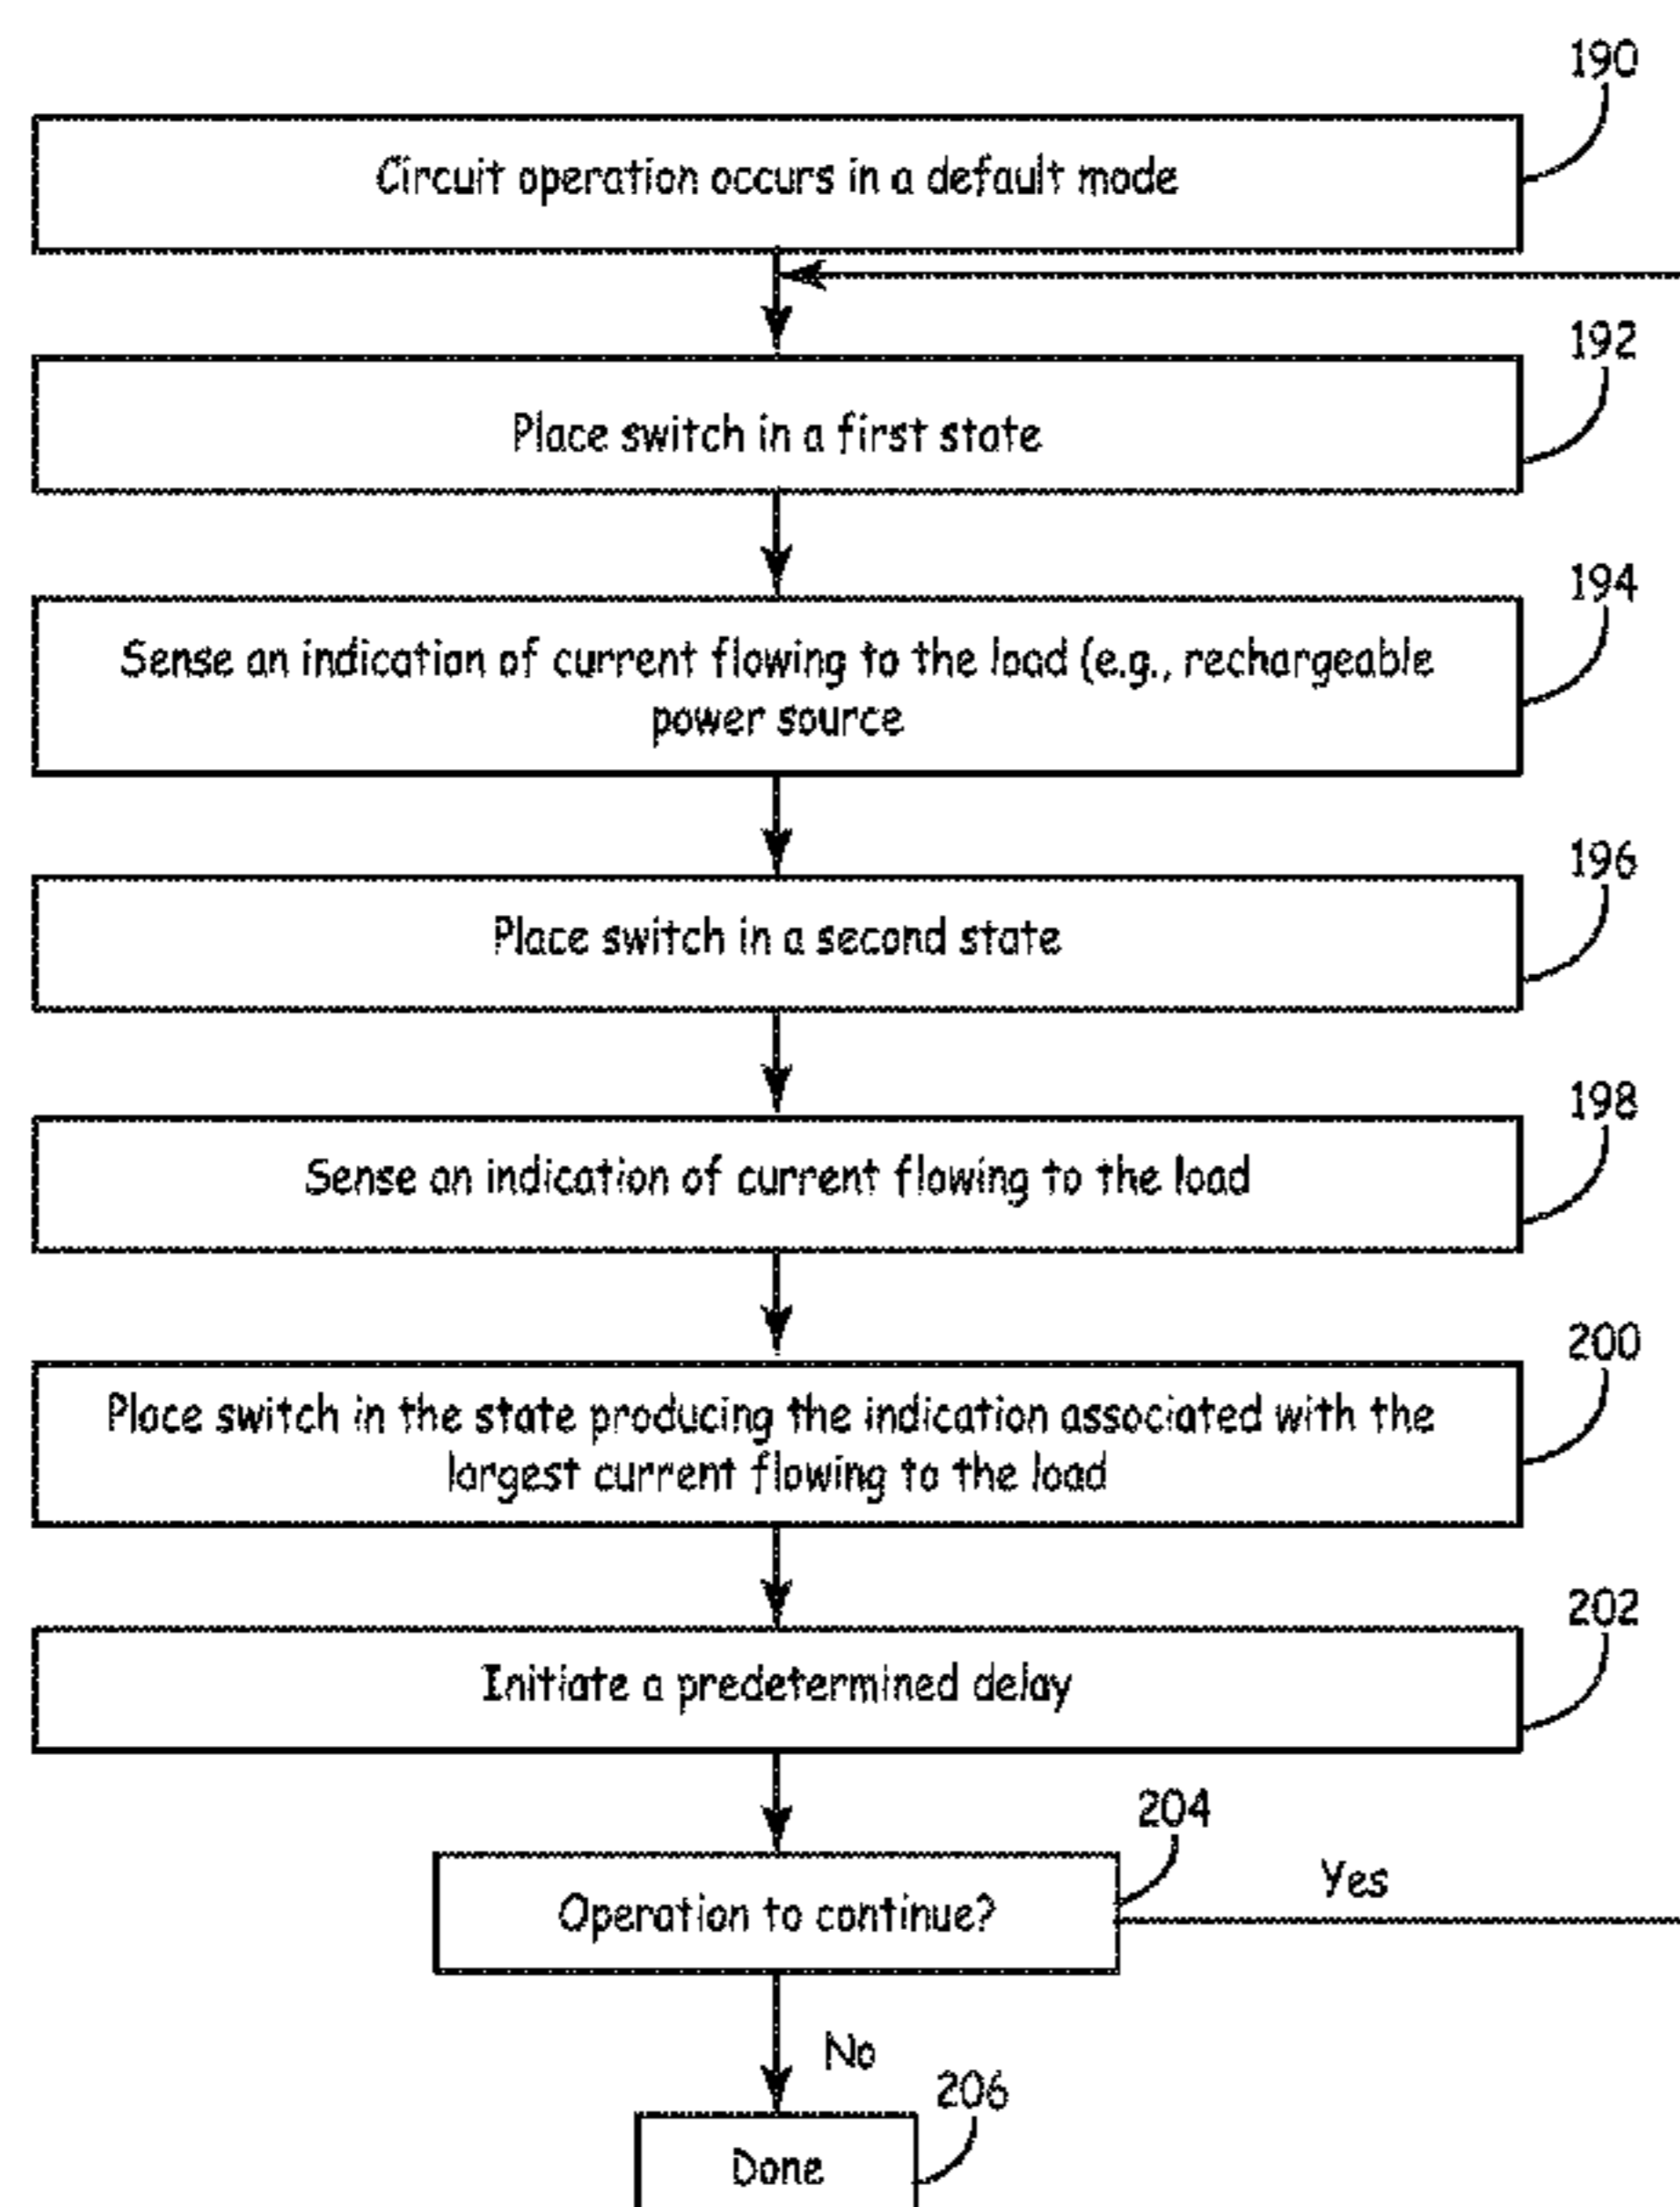 190
Circuit operation occurs in a default mode
192
Place switch in a first state
194
Sense an indication of current flowing to the load (e.g., rechargeable
power source
196
Place switch in a second state
198
Sense an indication of current flowing to the load
200
Place switch in the state producing the indication associated with the
largest current flowing to the load
202
Initiate a predetermined delay
204
Operation to continue?
Yes
No
206
Done